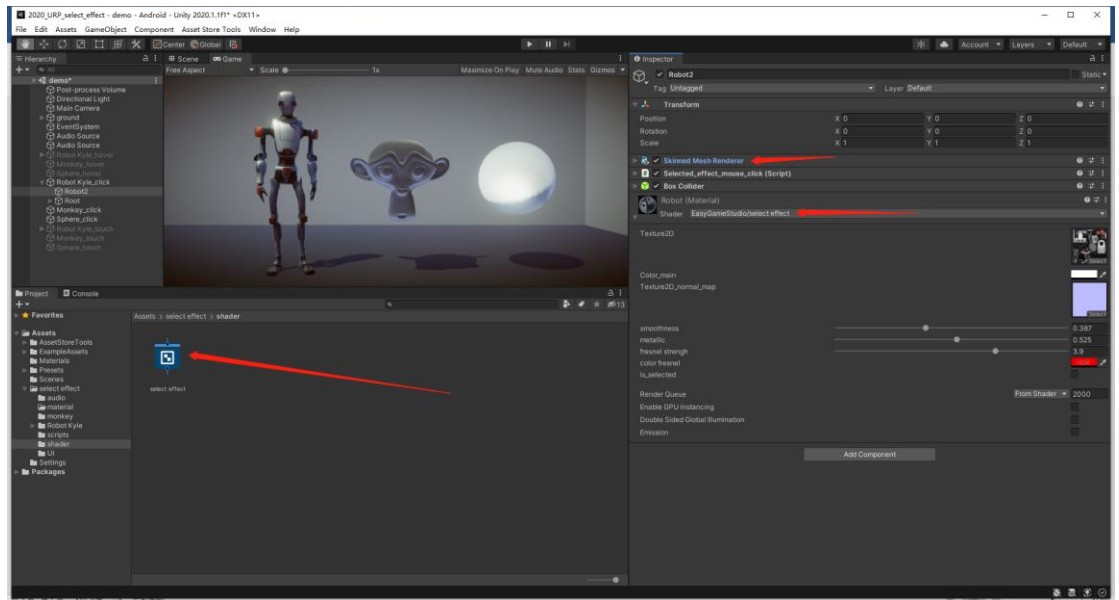 2020_URP_select_effect - demo - Android - Unity 2020.1.1f1* <DX11>
File Edit Assets GameObject Component Asset Store Tools Window Help
Center Global
Account Layers Default
Hierarchy
All
demo*
Post-process Volume
Directional Light
Main Camera
ground
EventSystem
Audio Source
Audio Source
Robot Kyle_hover
Monkey_hover
Sphere_hover
Robot Kyle_click
Robot2
Root
Monkey_click
Sphere_click
Robot Kyle_touch
Monkey_touch
Sphere_touch
Scene Game
Free Aspect Scale 1x Maximize On Play Mute Audio Stats Gizmos
Project Console
13
Favorites
Assets
AssetStoreTools
ExampleAssets
Materials
Presets
Scenes
select effect
audio
material
monkey
Robot Kyle
scripts
shader
UI
Settings
Packages
Assets > select effect > shader
select effect
Inspector
Robot2 Static
Tag Untagged Layer Default
Transform
Position X 0 Y 0 Z 0
Rotation X 0 Y 0 Z 0
Scale X 1 Y 1 Z 1
Skinned Mesh Renderer
Selected_effect_mouse_click (Script)
Box Collider
Robot (Material)
Shader EasyGameStudio/select effect
Texture2D
Select
Color_main
Texture2D_normal_map
Select
smoothness 0.387
metallic 0.525
fresnel strengh 3.9
color fresnel HDR
is_selected
Render Queue From Shader 2000
Enable GPU Instancing
Double Sided Global Illumination
Emission
Add Component